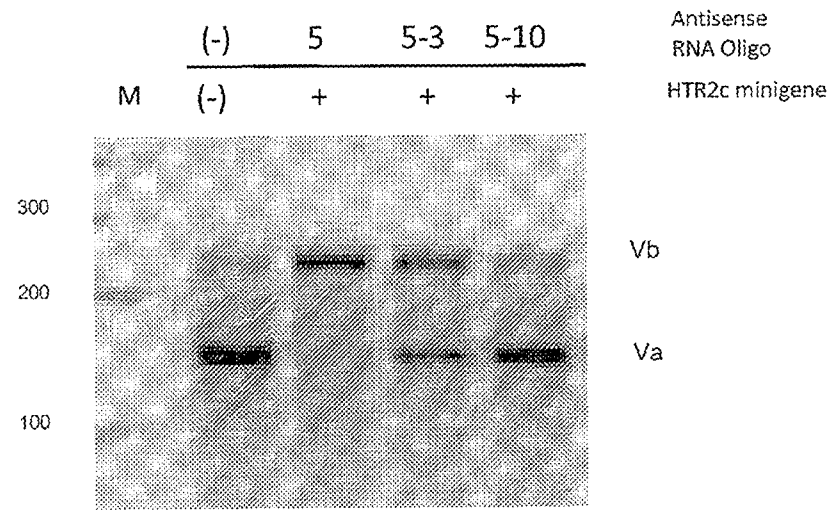 (-) 5 5-3 5-10 Antisense RNA Oligo
M (-) + + + HTR2c minigene
300
Vb
200
Va
100